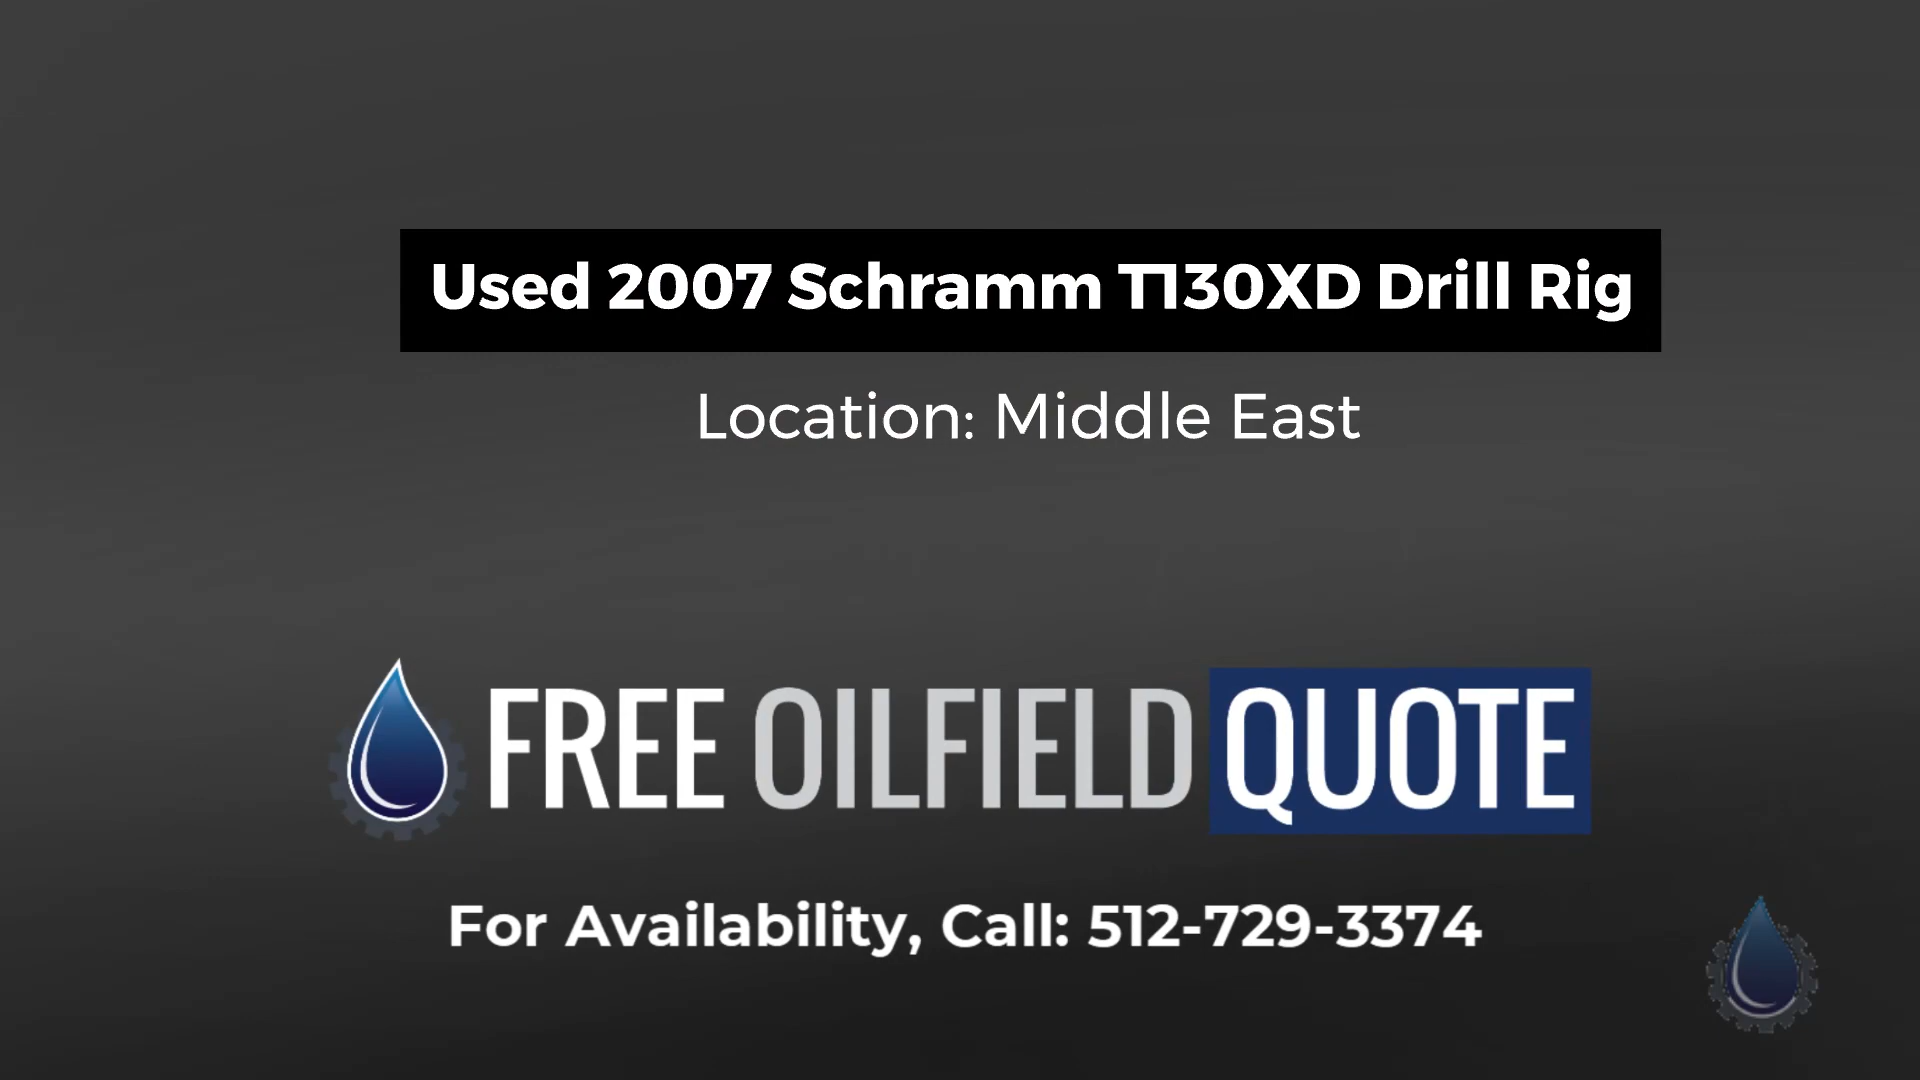 Used 2007 Schramm T130XD Drill Rig
Location: Middle East
FREE OILFIELD QUOTE
For Availability, Call: 512-729-3374